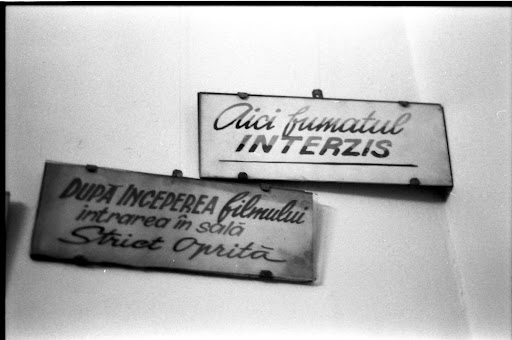 Aici fumatul
INTERZIS
DUPĂ ÎNCEPEREA filmului
intrarea în sală
Strict Oprită